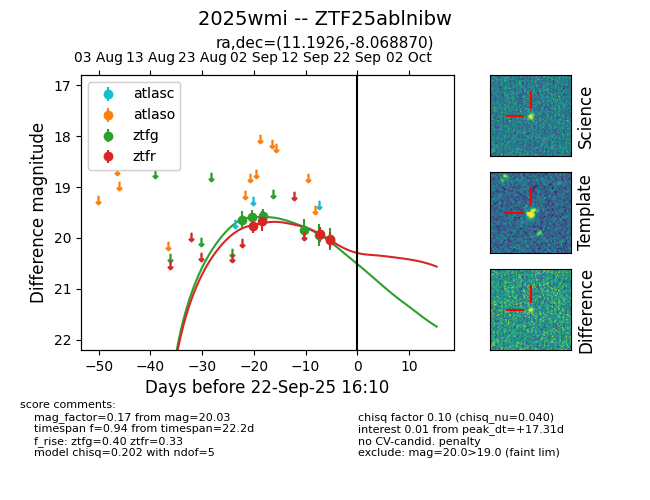 2025wmi -- ZTF25ablnibw
ra,dec=(11.1926,-8.068870)
03 Aug 13 Aug 23 Aug 02 Sep 12 Sep 22 Sep 02 Oct
atlasc
atlaso
ztfg
ztfr
17
18
19
20
21
22
Difference magnitude
−50 −40 −30 −20 −10 0 10
Days before 22-Sep-25 16:10
Science
Template
Difference
score comments:
mag_factor=0.17 from mag=20.03
timespan f=0.94 from timespan=22.2d
f_rise: ztfg=0.40 ztfr=0.33
model chisq=0.202 with ndof=5
chisq factor 0.10 (chisq_nu=0.040)
interest 0.01 from peak_dt=+17.31d
no CV-candid. penalty
exclude: mag=20.0>19.0 (faint lim)